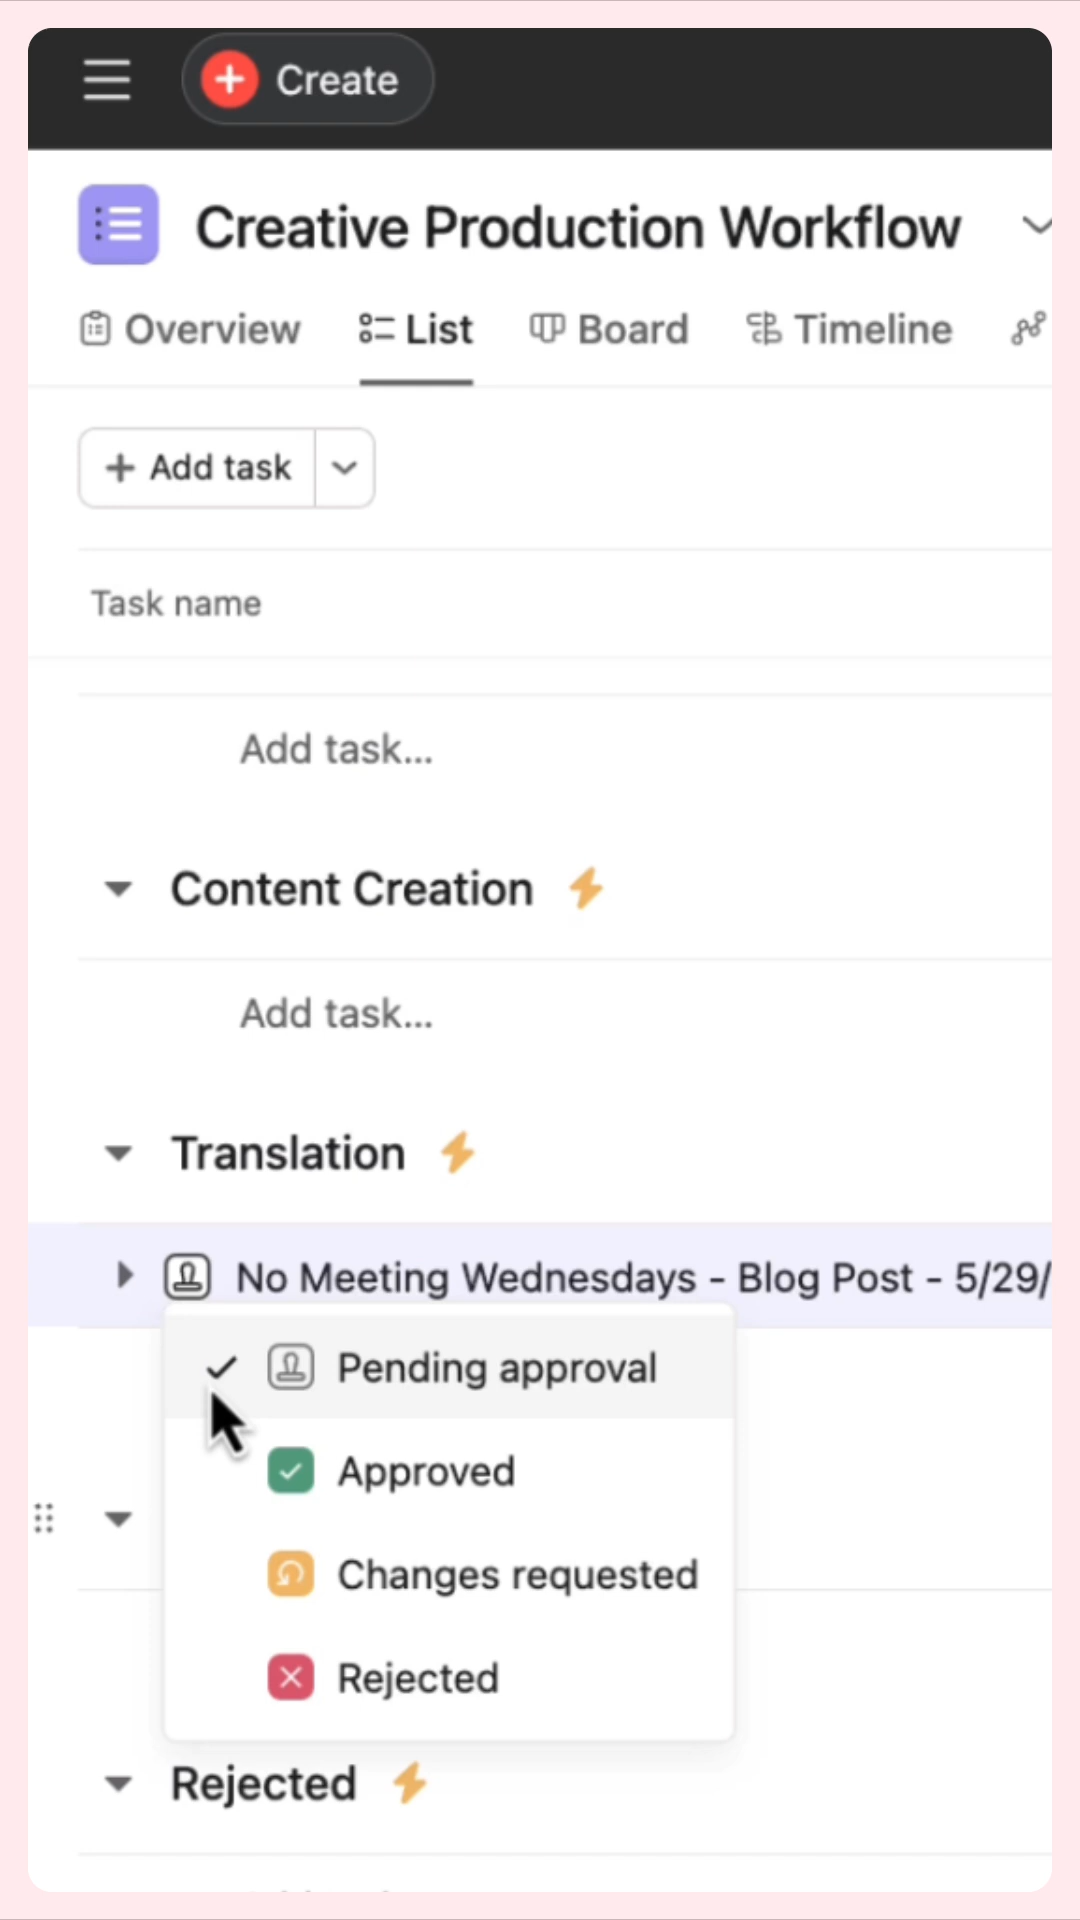 Create
Creative Production Workflow
Overview List Board Timeline
Add task
Task name
Add task...
Content Creation
Add task...
Translation
No Meeting Wednesdays - Blog Post - 5/29/
Pending approval
Approved
Changes requested
Rejected
Rejected